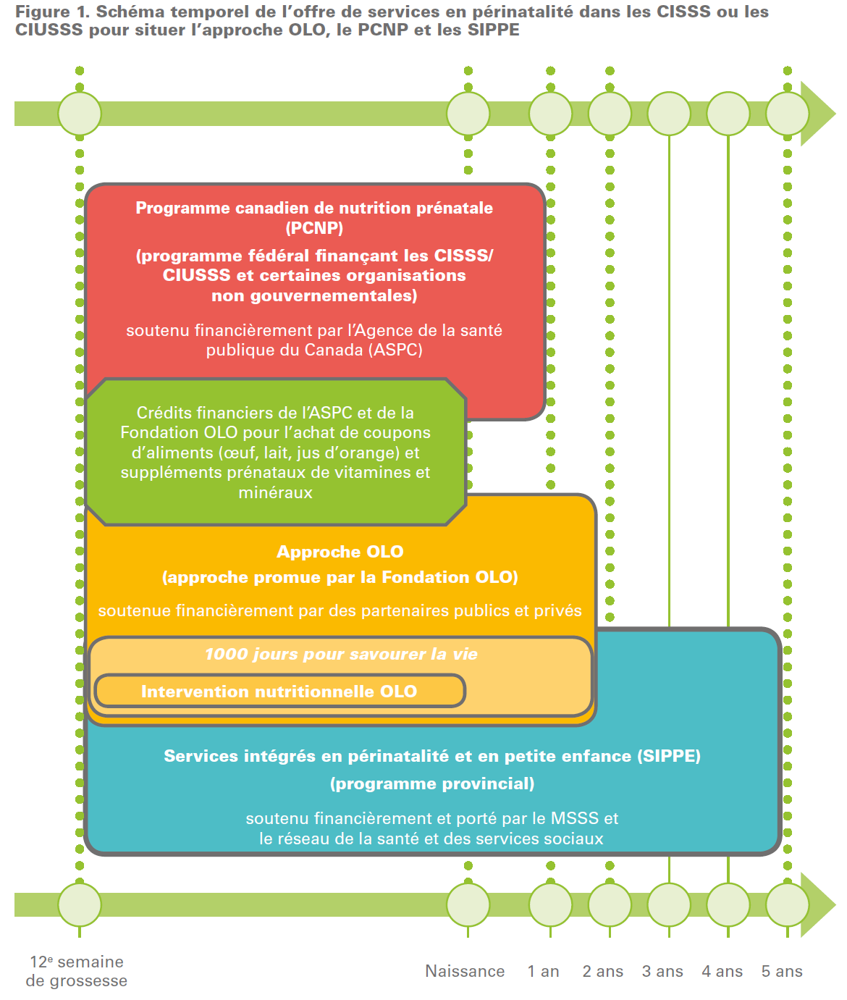 Figure 1. Schéma temporel de l’offre de services en périnatalité dans les CISSS ou les
CIUSSS pour situer l’approche OLO, le PCNP et les SIPPE
Programme canadien de nutrition prénatale
(PCNP)
(programme fédéral finançant les CISSS/
CIUSSS et certaines organisations
non gouvernementales)
soutenu financièrement par l’Agence de la santé
publique du Canada (ASPC)
Crédits financiers de l’ASPC et de la
Fondation OLO pour l’achat de coupons
d’aliments (œuf, lait, jus d’orange) et
suppléments prénataux de vitamines et
minéraux
Approche OLO
(approche promue par la Fondation OLO)
soutenue financièrement par des partenaires publics et privés
1000 jours pour savourer la vie
Intervention nutritionnelle OLO
Services intégrés en périnatalité et en petite enfance (SIPPE)
(programme provincial)
soutenu financièrement et porté par le MSSS et
le réseau de la santé et des services sociaux
12e semaine
de grossesse
Naissance
1 an
2 ans
3 ans
4 ans
5 ans